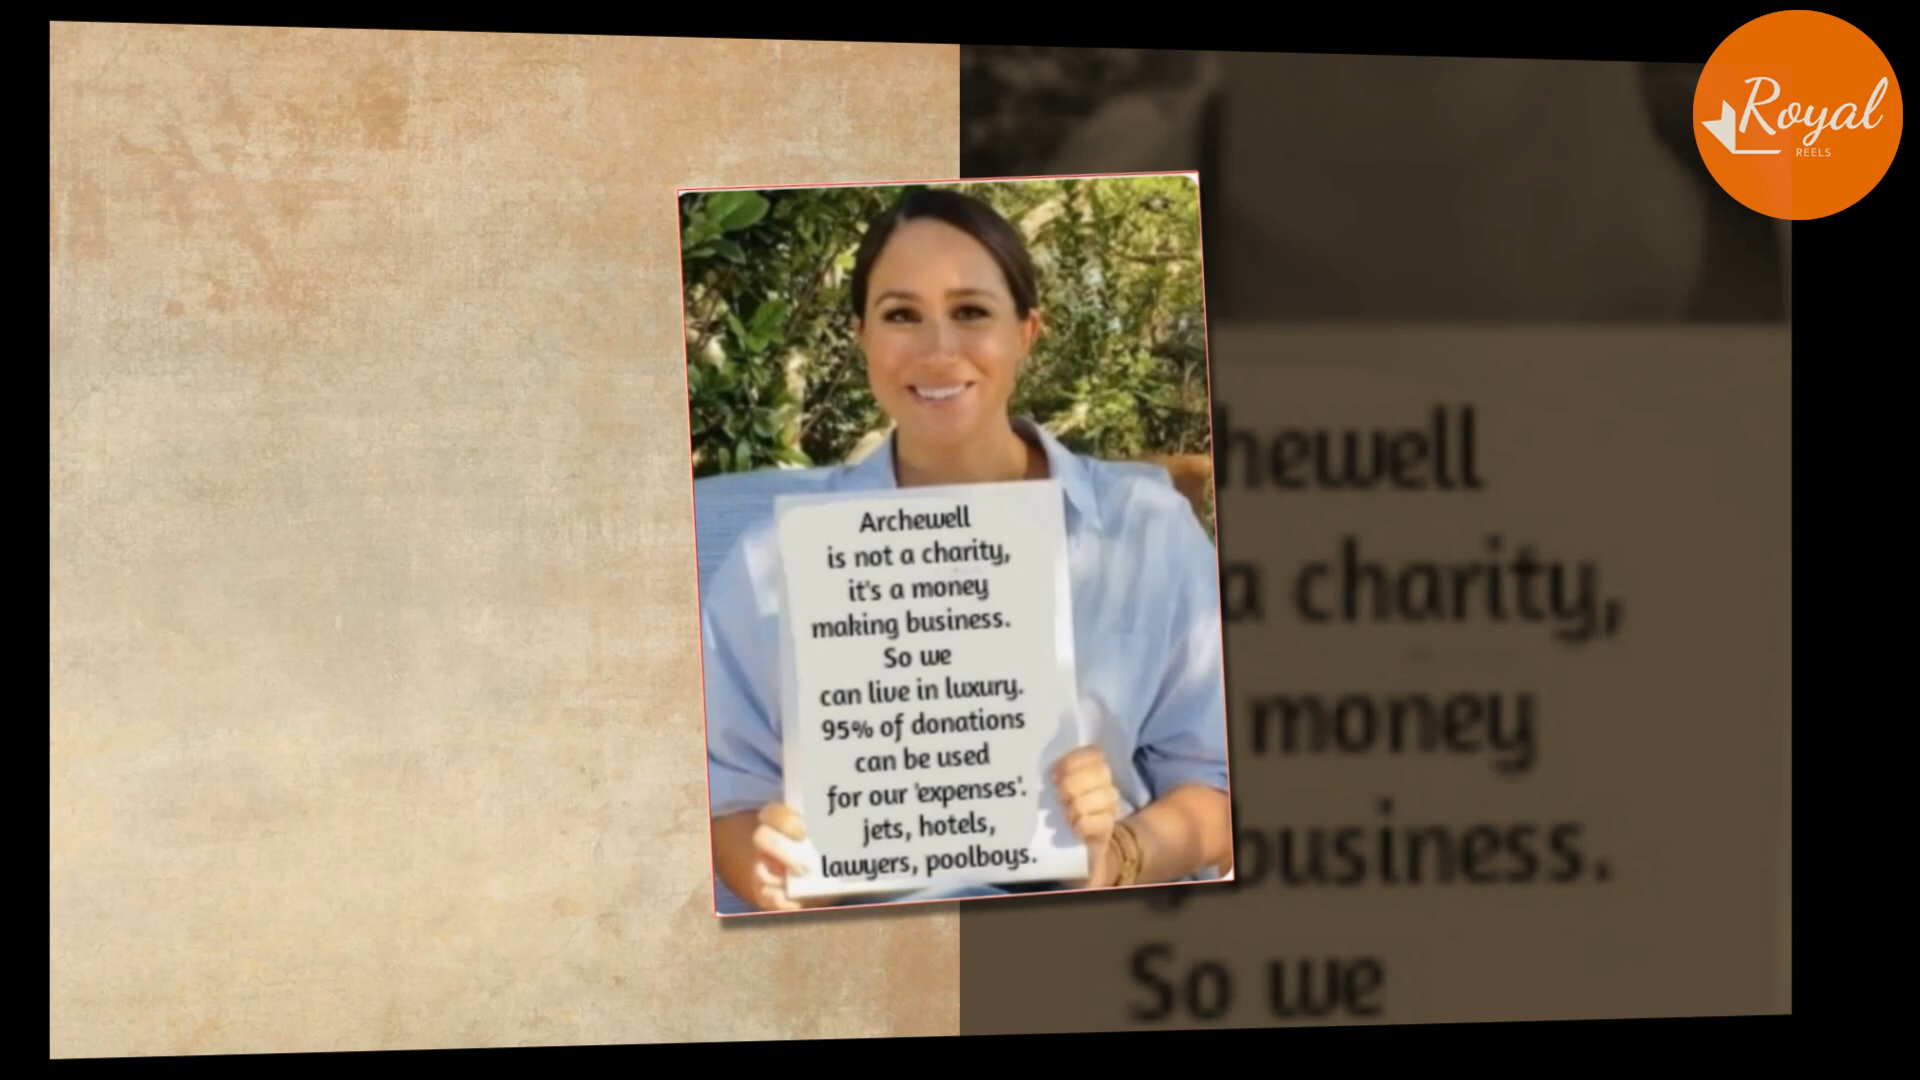 Royal
REELS
Archewell
is not a charity,
it's a money
making business.
So we
can live in luxury.
95% of donations
can be used
for our 'expenses'.
jets, hotels,
lawyers, poolboys.
hewell
a charity,
money
business.
So we